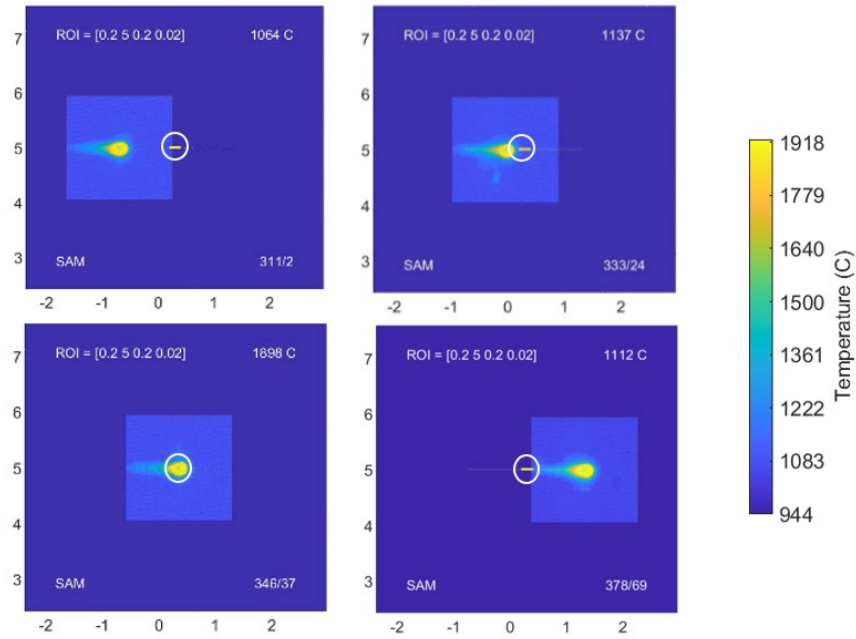 ROI = [0.2 5 0.2 0.02] 1064 C
7
6
5
4
3
SAM 311/2
-2 -1 0 1 2
ROI = [0.2 5 0.2 0.02] 1137 C
7
6
5
4
3
SAM 333/24
-2 -1 0 1 2
ROI = [0.2 5 0.2 0.02] 1898 C
7
6
5
4
3
SAM 346/37
-2 -1 0 1 2
ROI = [0.2 5 0.2 0.02] 1112 C
7
6
5
4
3
SAM 378/69
-2 -1 0 1 2
1918
1779
1640
1500
1361
1222
1083
944
Temperature (C)